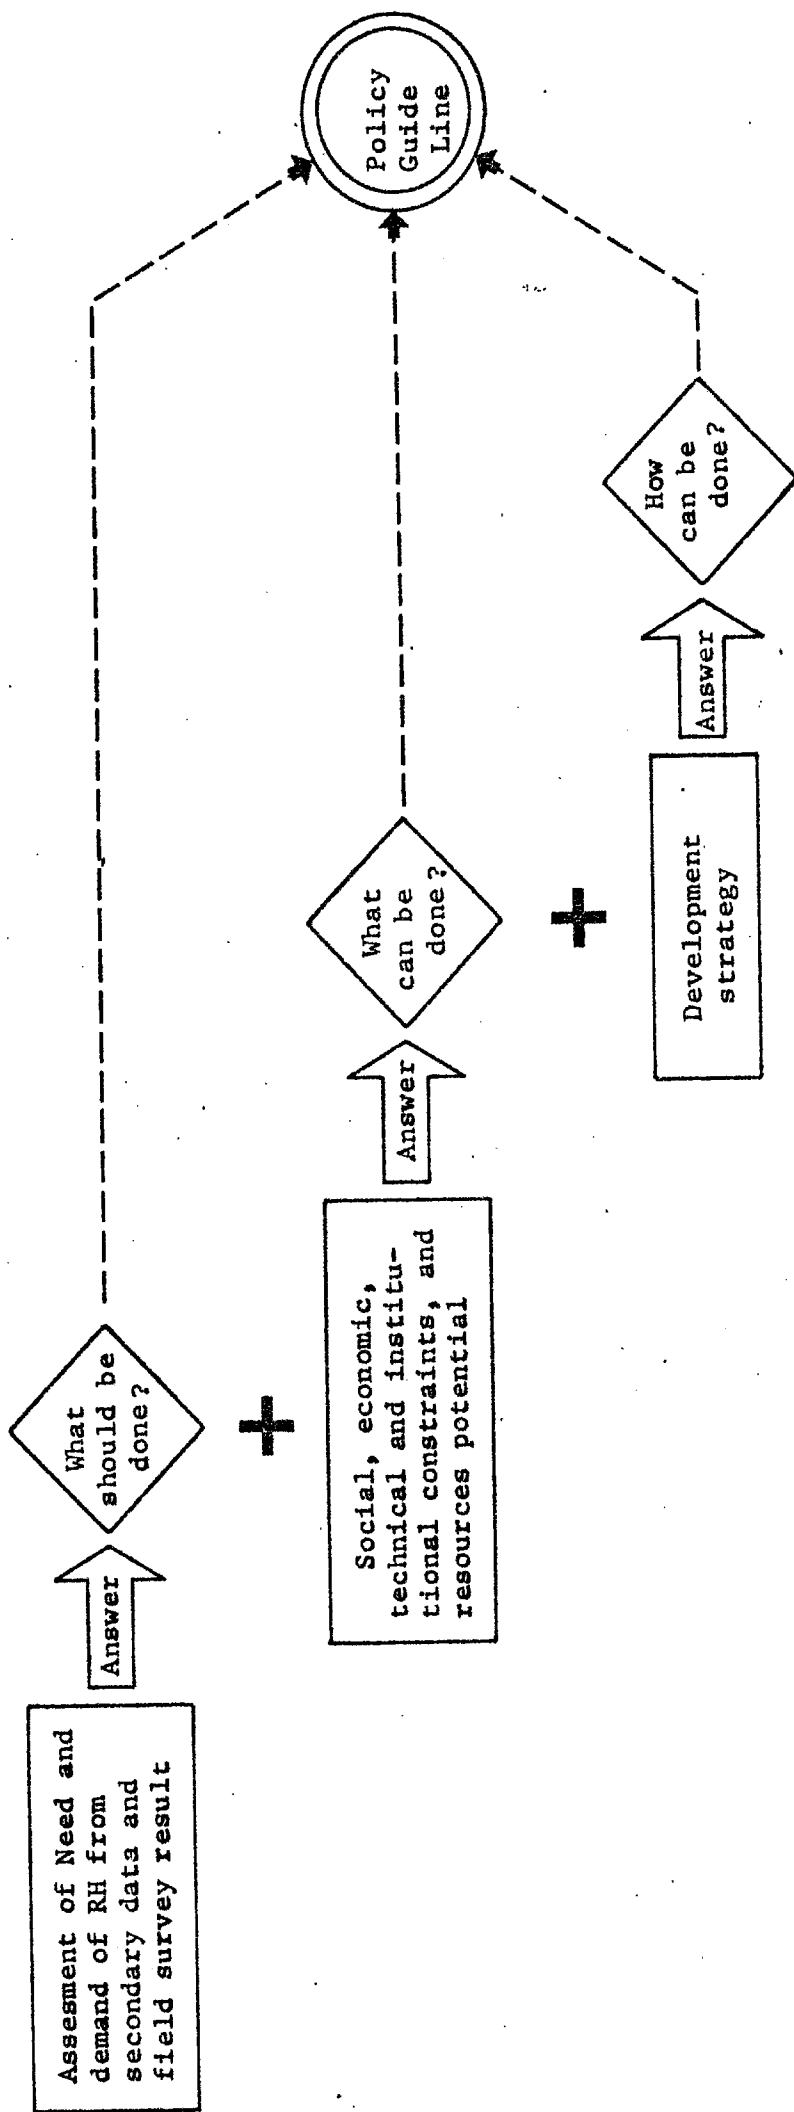 Assesment of Need and
demand of RH from
secondary data and
field survey result
Answer
What
should be
done?
+
Social, economic,
technical and institu-
tional constraints, and
resources potential
Answer
What
can be
done?
+
Development
strategy
Answer
How
can be
done?
Policy
Guide
Line